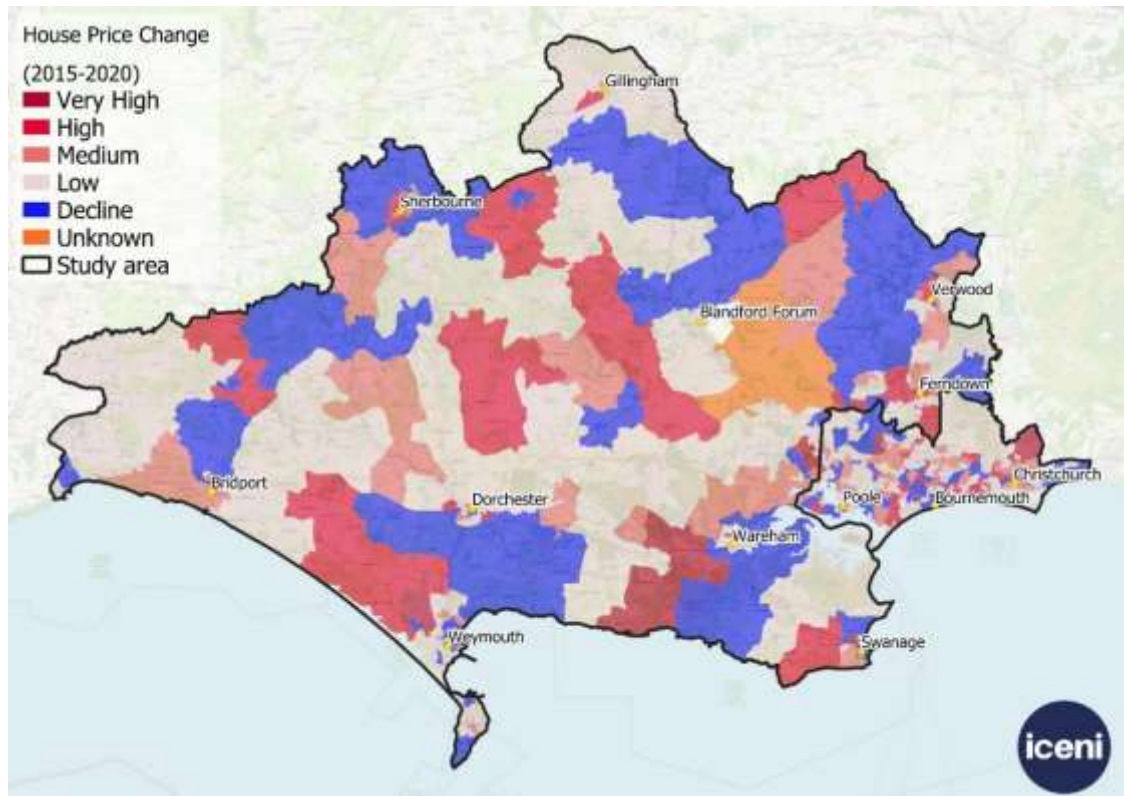 House Price Change
(2015-2020)
Very High
High
Medium
Low
Decline
Unknown
Study area
Gillingham
Sherbourne
Verwood
Blandford Forum
Ferndown
Bridport
Dorchester
Christchurch
Poole
Bournemouth
Wareham
Weymouth
Swanage
iceni